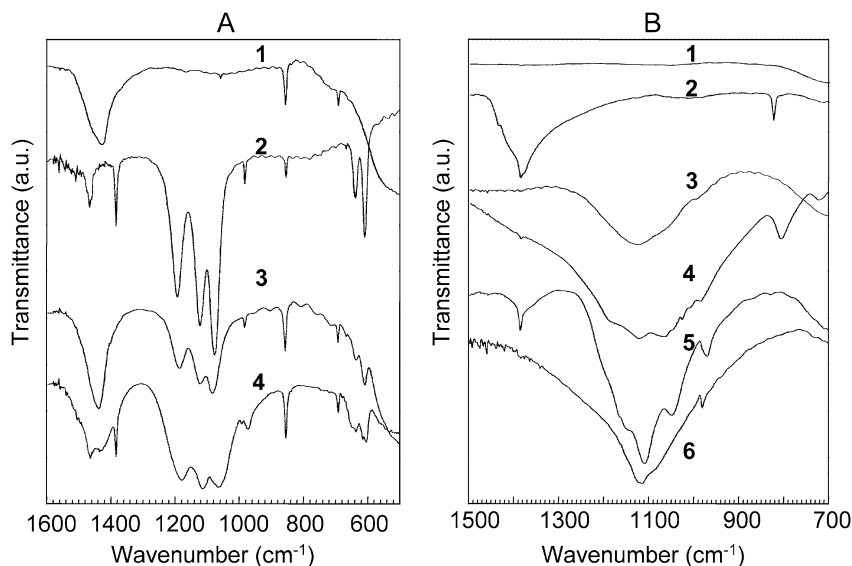 A
B
Transmittance (a.u.)
1
2
3
4
1600 1400 1200 1000 800 600
Wavenumber (cm-1)
Transmittance (a.u.)
1
2
3
4
5
6
1500 1300 1100 900 700
Wavenumber (cm-1)